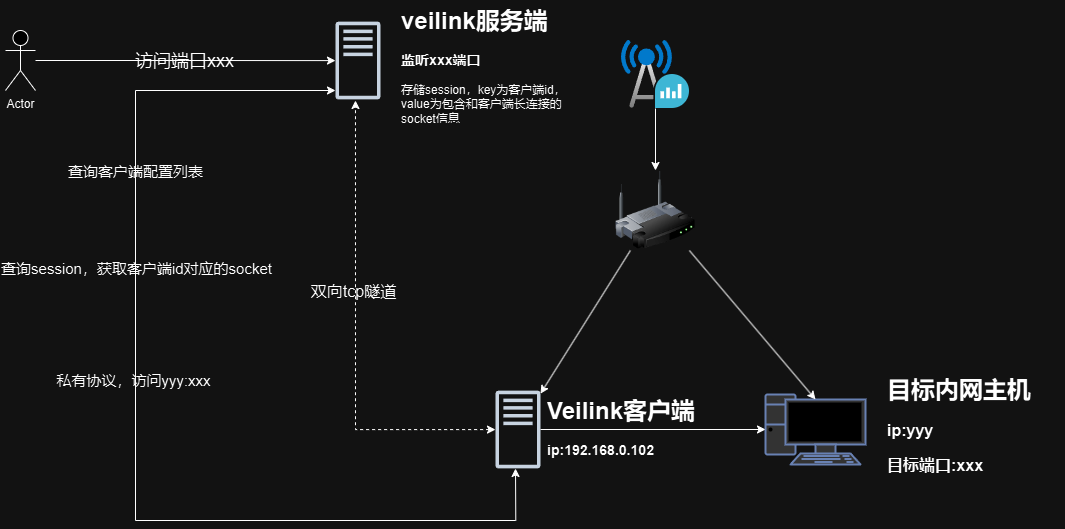 veilink服务端
监听xxx端口
存储session，key为客户端id，
value为包含和客户端长连接的
socket信息
访问端口xxx
Actor
查询客户端配置列表
查询session，获取客户端id对应的socket
双向tcp隧道
私有协议，访问yyy:xxx
Veilink客户端
ip:192.168.0.102
目标内网主机
ip:yyy
目标端口:xxx